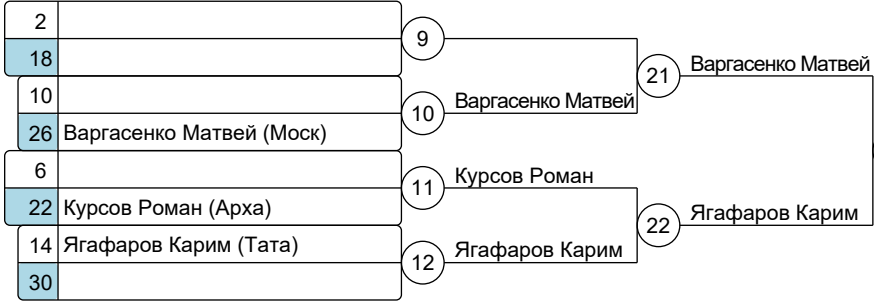 2
18
9
10
26 Варгасенко Матвей (Моск)
10
Варгасенко Матвей
21
Варгасенко Матвей
6
22 Курсов Роман (Арха)
11
Курсов Роман
14 Ягафаров Карим (Тата)
30
12
Ягафаров Карим
22
Ягафаров Карим